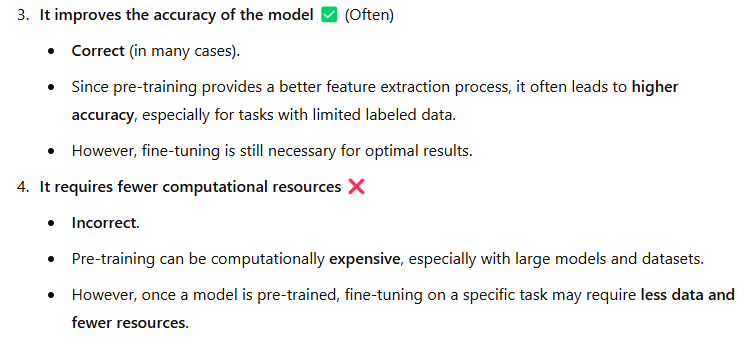 3. It improves the accuracy of the model ✅ (Often)
• Correct (in many cases).
• Since pre-training provides a better feature extraction process, it often leads to higher
accuracy, especially for tasks with limited labeled data.
• However, fine-tuning is still necessary for optimal results.
4. It requires fewer computational resources ❌
• Incorrect.
• Pre-training can be computationally expensive, especially with large models and datasets.
• However, once a model is pre-trained, fine-tuning on a specific task may require less data and
fewer resources.